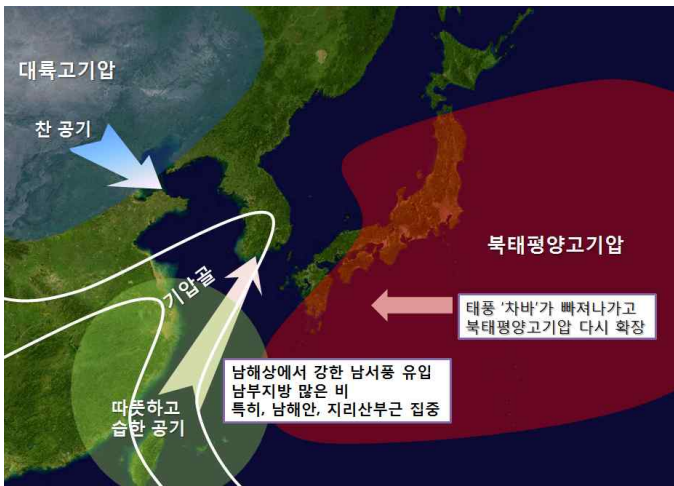 대륙고기압
찬 공기
북태평양고기압
기압골
태풍 '차바'가 빠져나가고
북태평양고기압 다시 확장
남해상에서 강한 남서풍 유입
남부지방 많은 비
특히, 남해안, 지리산부근 집중
따뜻하고
습한 공기